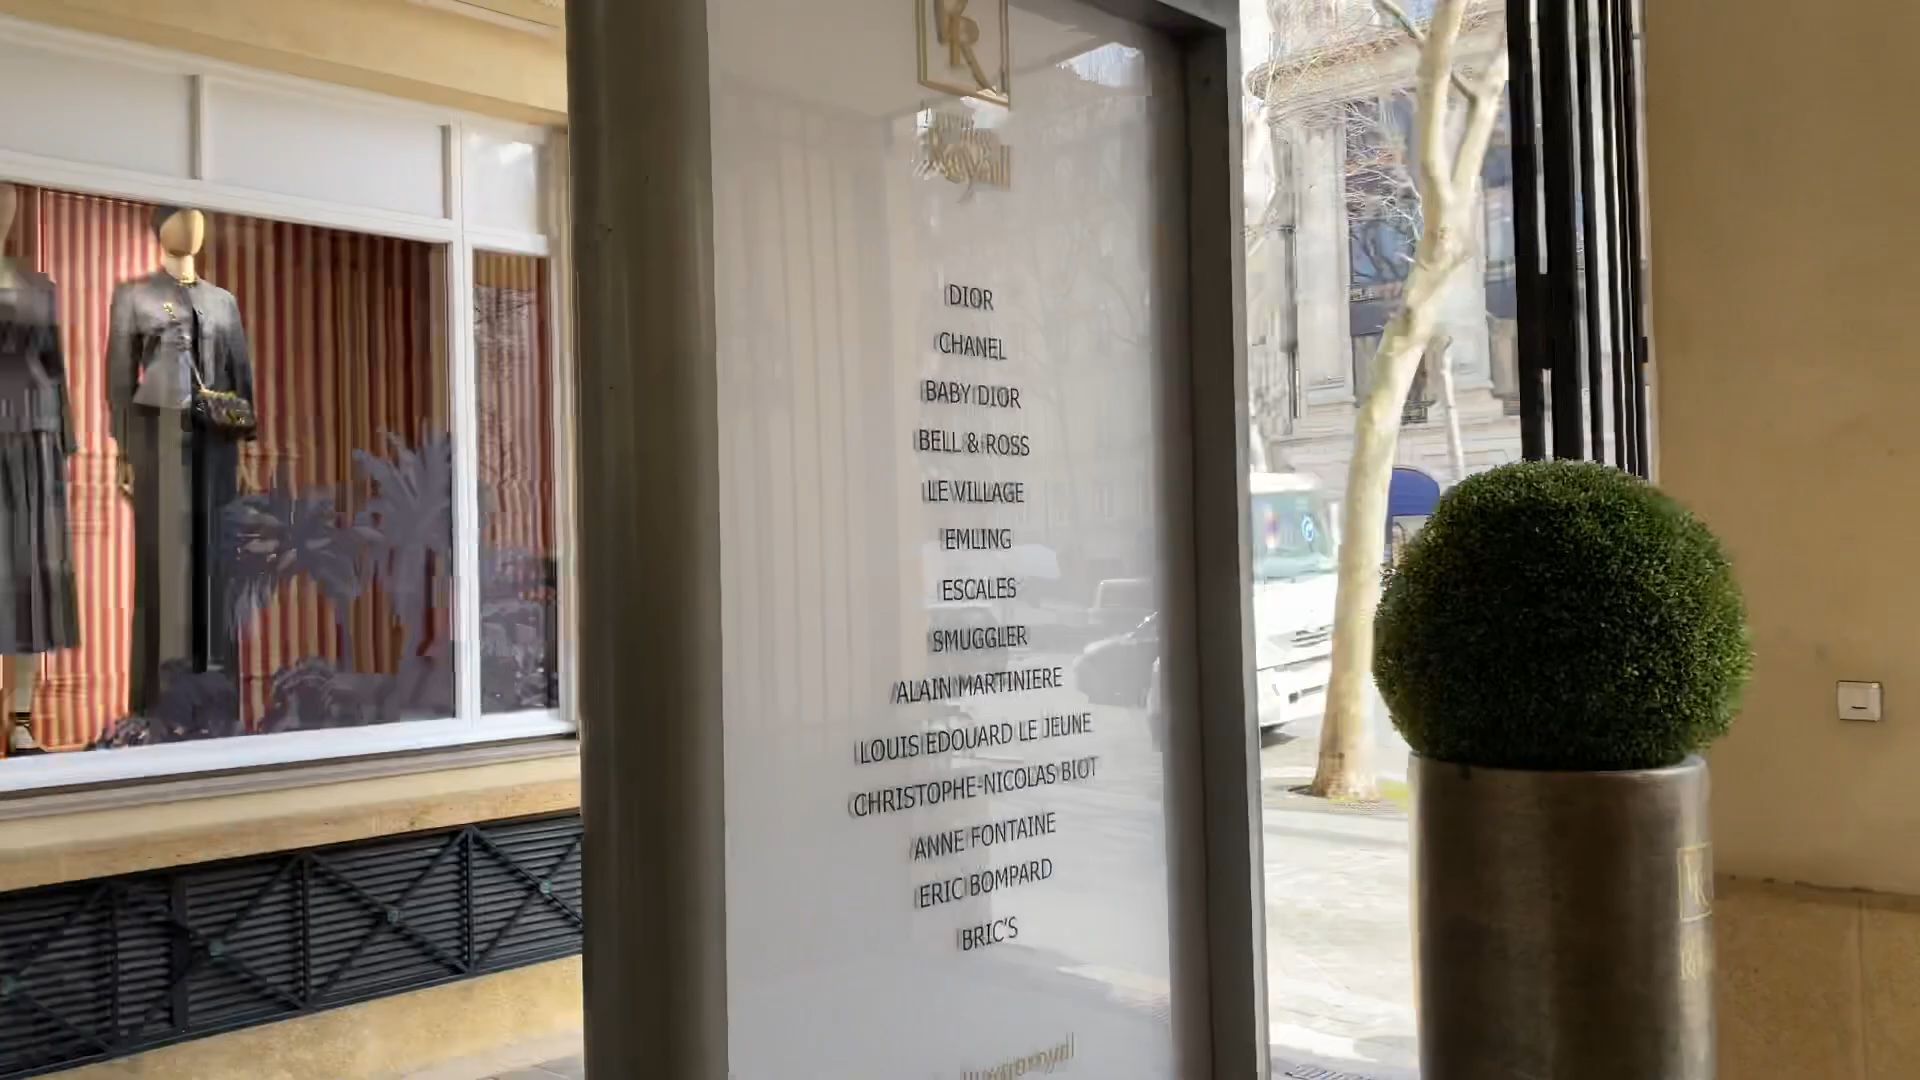 R
Royal
DIOR
CHANEL
BABY DIOR
BELL & ROSS
LE VILLAGE
EMLING
ESCALES
SMUGGLER
ALAIN MARTINIERE
LOUIS EDOUARD LE JEUNE
CHRISTOPHE-NICOLAS BIOT
ANNE FONTAINE
ERIC BOMPARD
BRIC'S